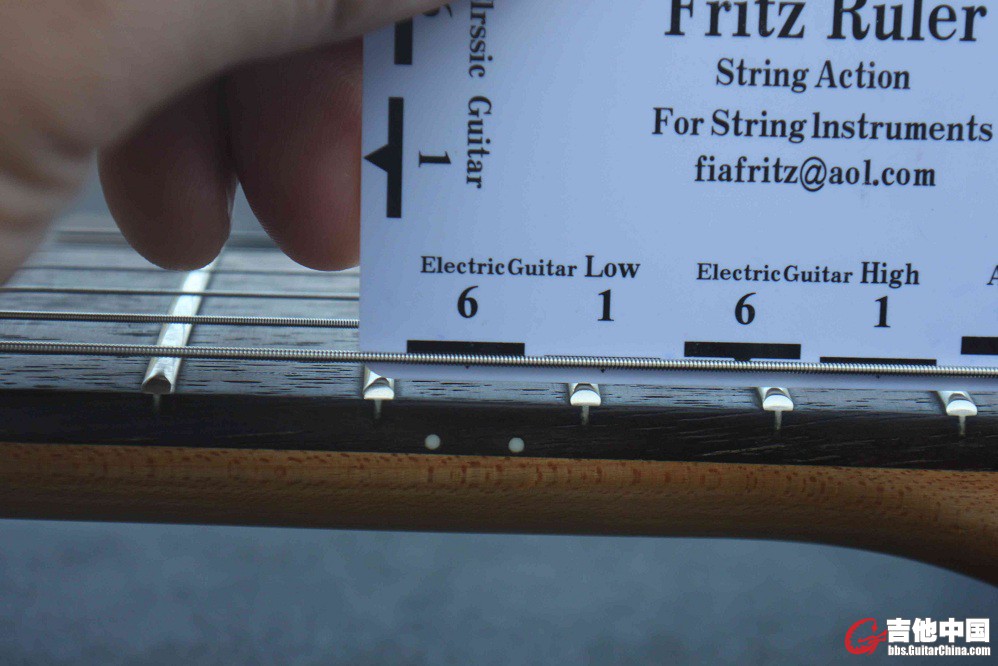 Fritz Ruler
String Action
For String Instruments
fiafritz@aol.com
lrssic Guitar
1
Electric Guitar Low
6 1
Electric Guitar High
6 1
吉他中国
bbs.GuitarChina.com